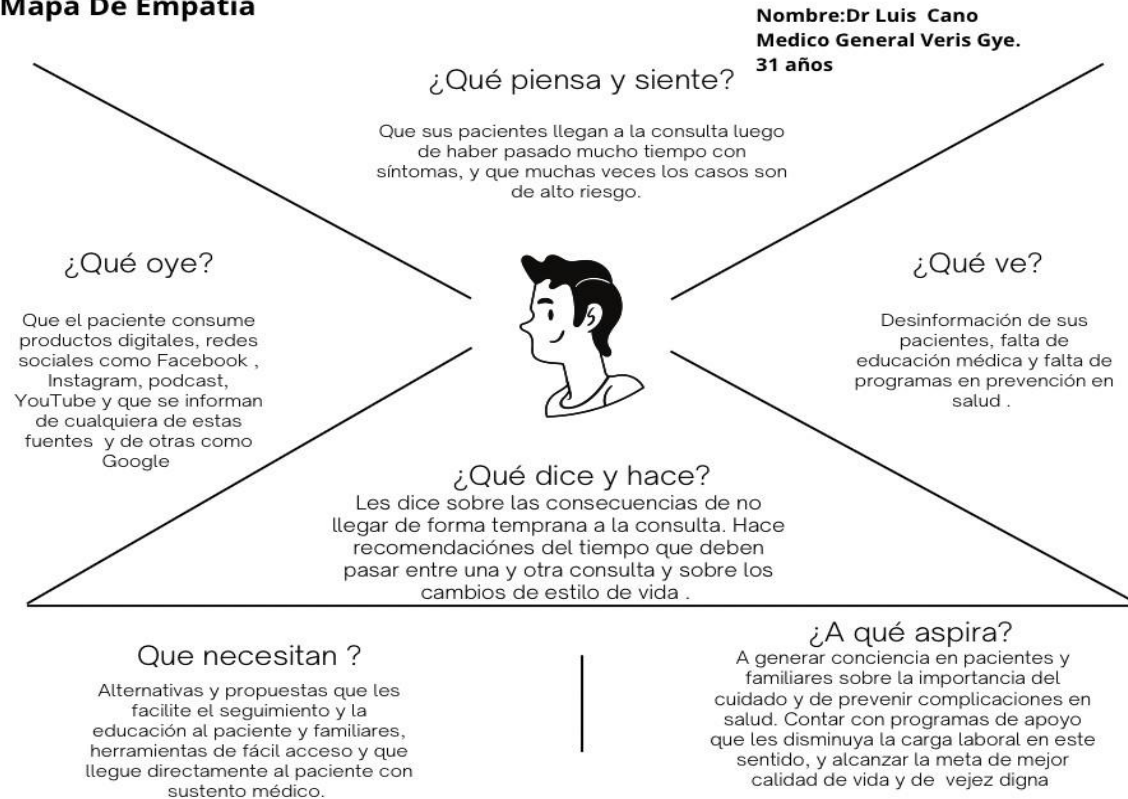 Mapa De Empatía
Nombre:Dr Luis Cano
Medico General Veris Gye.
31 años
¿Qué piensa y siente?
Que sus pacientes llegan a la consulta luego
de haber pasado mucho tiempo con
síntomas, y que muchas veces los casos son
de alto riesgo.
¿Qué oye?
Que el paciente consume
productos digitales, redes
sociales como Facebook ,
Instagram, podcast,
YouTube y que se informan
de cualquiera de estas
fuentes y de otras como
Google
¿Qué ve?
Desinformación de sus
pacientes, falta de
educación médica y falta de
programas en prevención en
salud .
¿Qué dice y hace?
Les dice sobre las consecuencias de no
llegar de forma temprana a la consulta. Hace
recomendaciónes del tiempo que deben
pasar entre una y otra consulta y sobre los
cambios de estilo de vida .
Que necesitan ?
Alternativas y propuestas que les
facilite el seguimiento y la
educación al paciente y familiares,
herramientas de fácil acceso y que
llegue directamente al paciente con
sustento médico.
¿A qué aspira?
A generar conciencia en pacientes y
familiares sobre la importancia del
cuidado y de prevenir complicaciones en
salud. Contar con programas de apoyo
que les disminuya la carga laboral en este
sentido, y alcanzar la meta de mejor
calidad de vida y de vejez digna